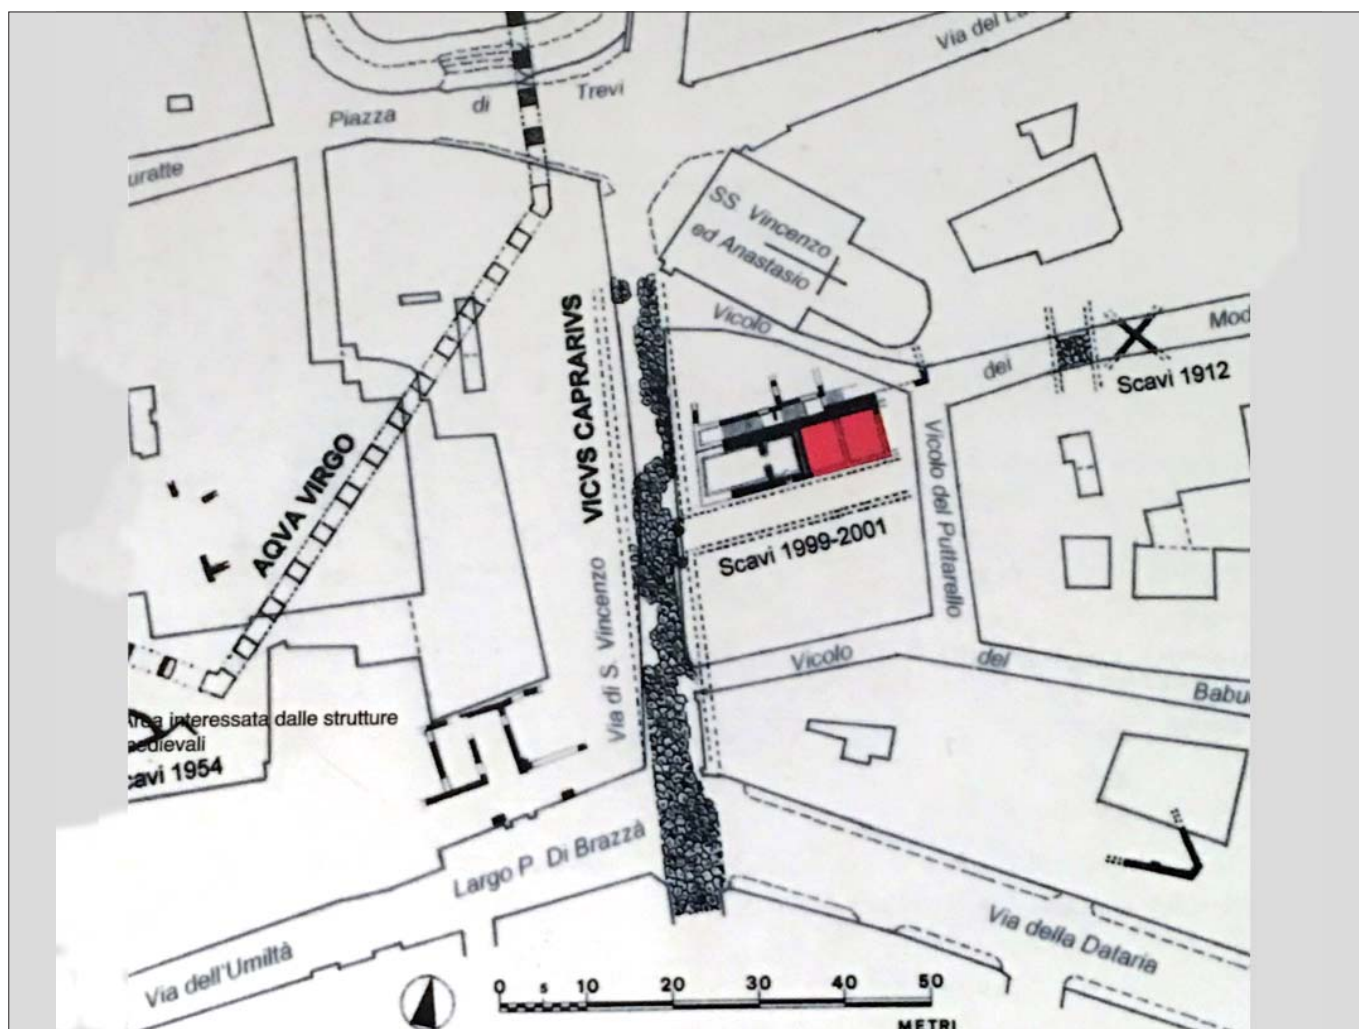 Via del
Piazza di Trevi
uratte
SS. Vincenzo
ed Anastasio
VICVS CAPRARIVS
Vicolo dei Mod
Scavi 1912
AQVA VIRGO
Vicolo del Puttarello
Scavi 1999-2001
Via di S. Vincenzo
Vicolo del Babu
Area interessata dalle strutture
medievali
cavi 1954
Largo P. Di Brazzà
Via della Dataria
Via dell'Umiltà
0 5 10 20 30 40 50
METRI